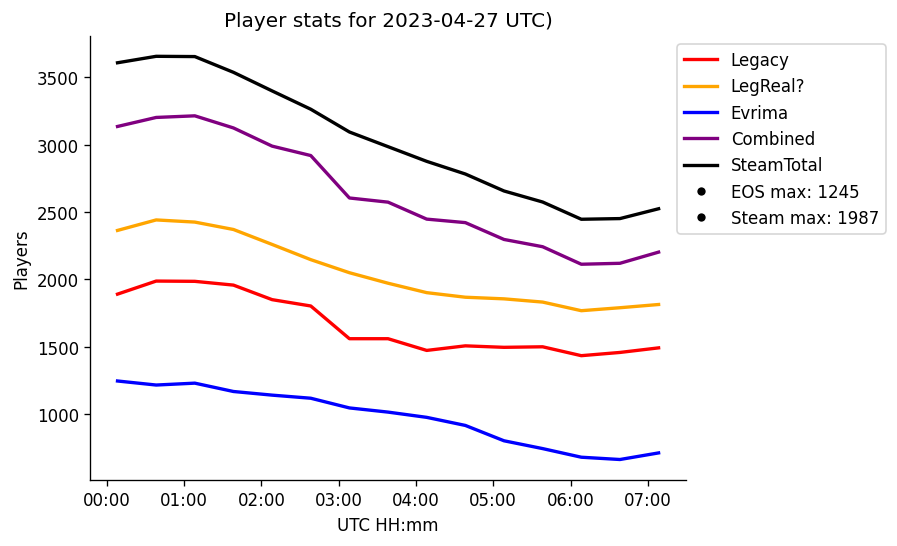 Player stats for 2023-04-27 UTC)
Legacy
LegReal?
Evrima
Combined
SteamTotal
EOS max: 1245
Steam max: 1987
Players
3500
3000
2500
2000
1500
1000
00:00 01:00 02:00 03:00 04:00 05:00 06:00 07:00
UTC HH:mm